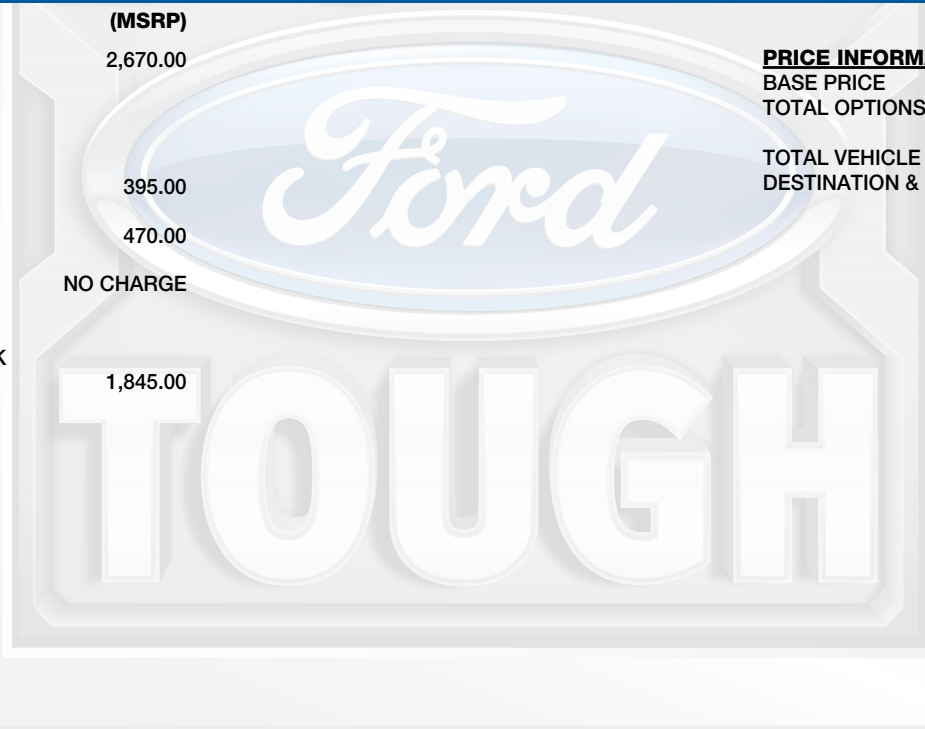 (MSRP)
2,670.00
395.00
470.00
NO CHARGE
K
1,845.00
PRICE INFORM
BASE PRICE
TOTAL OPTIONS
TOTAL VEHICLE
DESTINATION &
Ford
TOUGH